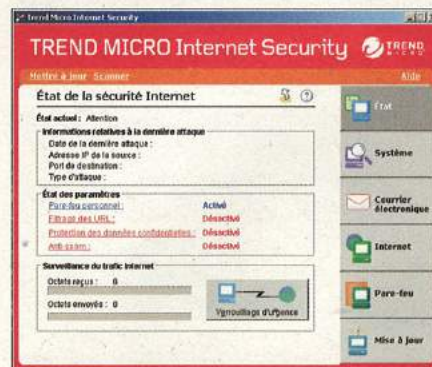 Trend Micro Internet Security
TREND MICRO Internet Security
TREND
MICRO
Mettre à jour Scanner
Aide
État de la sécurité Internet
État actuel : Attention
Informations relatives à la dernière attaque
Date de la dernière attaque :
Adresse IP de la source :
Port de destination :
Type d'attaque :
État des paramètres
Pare-feu personnel : Activé
Filtrage des URL : Désactivé
Protection des données confidentielles : Désactivé
Anti-spam : Désactivé
Surveillance du trafic Internet
Octets reçus : 0
Octets envoyés : 0
Verrouillage d'urgence
État
Système
Courrier
électronique
Internet
Pare-feu
Mise à jour